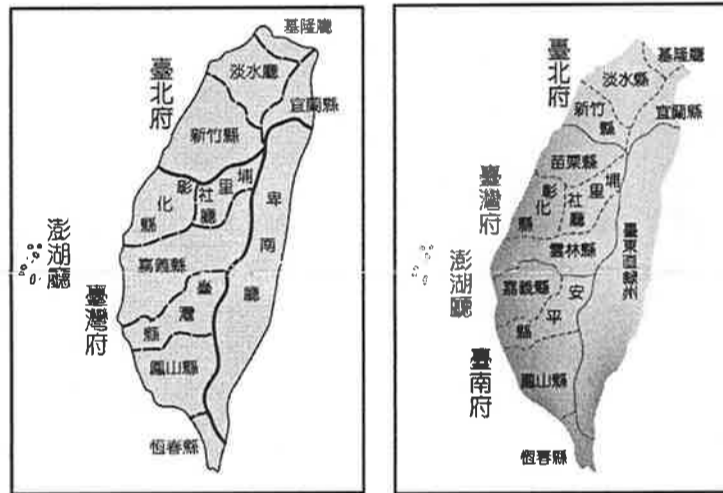 基隆廳
淡水廳
臺北府
宜蘭縣
新竹縣
埔里社廳
彰化縣
卑南廳
澎湖廳
嘉義縣
臺灣府
臺灣縣
鳳山縣
恆春縣
基隆廳
淡水縣
臺北府
宜蘭縣
新竹縣
苗栗縣
臺灣府
埔里社廳
彰化縣
雲林縣
臺東直隸州
澎湖廳
嘉義縣
安平縣
臺南府
鳳山縣
恆春縣